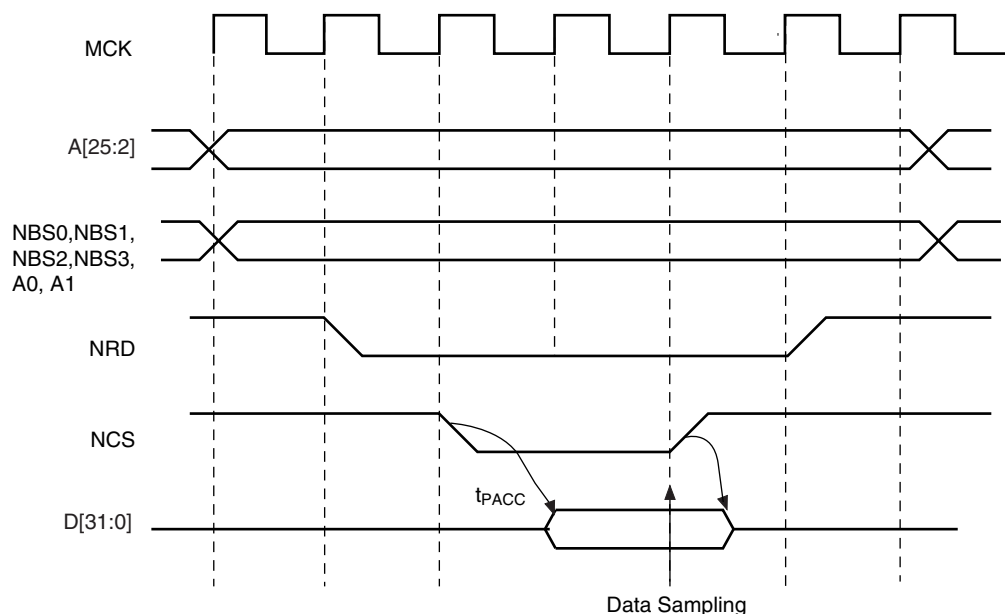 MCK
A[25:2]
NBS0,NBS1,
NBS2,NBS3,
A0, A1
NRD
NCS
tPACC
D[31:0]
Data Sampling